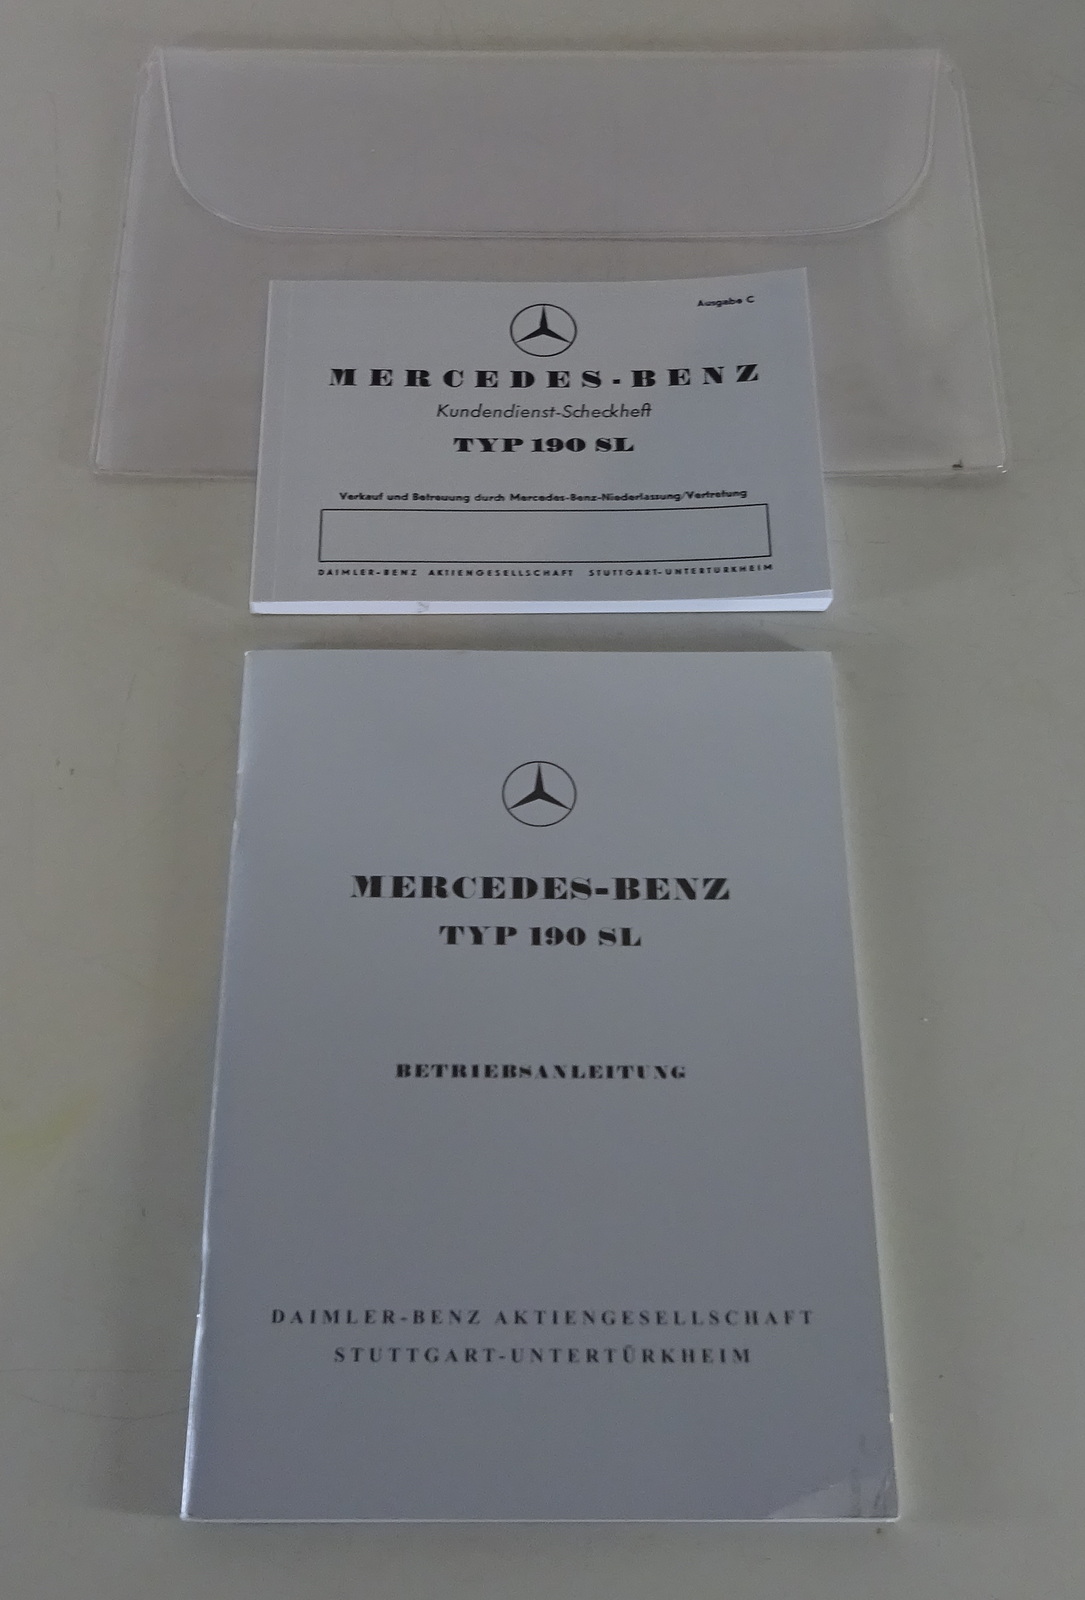 Ausgabe C
MERCEDES-BENZ
Kundendienst-Scheckheft
TYP 190 SL
Verkauf und Betreuung durch Mercedes-Benz-Niederlassung/Vertretung
DAIMLER-BENZ AKTIENGESELLSCHAFT STUTTGART-UNTERTÜRKHEIM
MERCEDES-BENZ
TYP 190 SL
BETRIEBSANLEITUNG
DAIMLER-BENZ AKTIENGESELLSCHAFT
STUTTGART-UNTERTÜRKHEIM